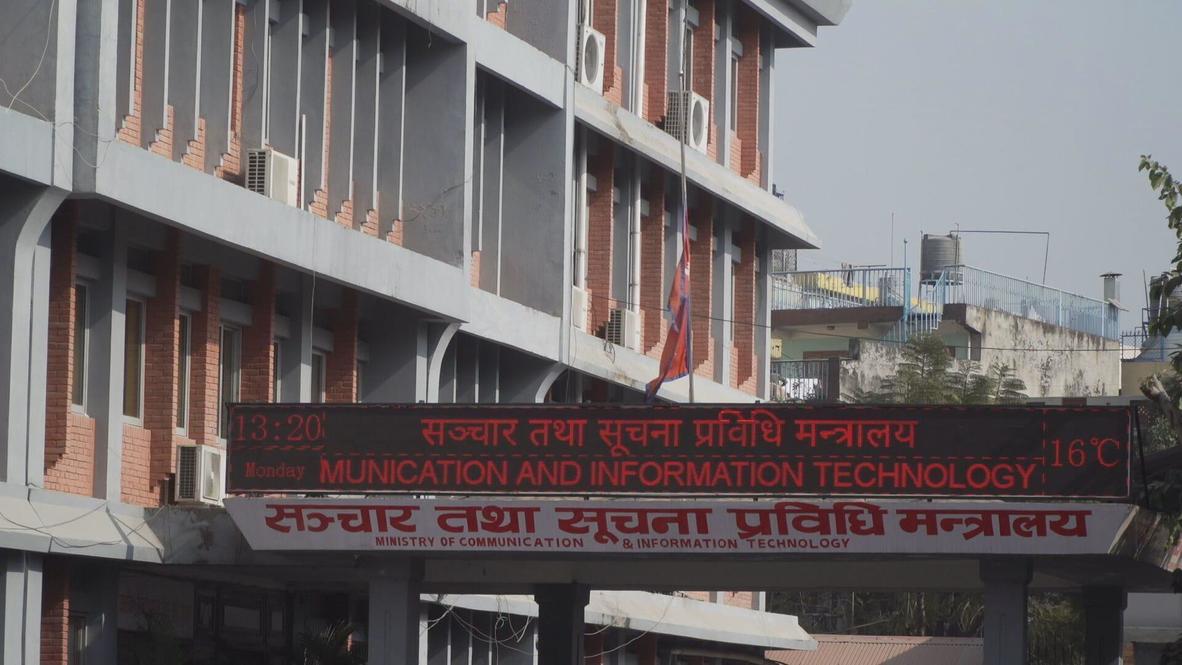 13:20
सञ्चार तथा सूचना प्रविधि मन्त्रालय
16℃
Monday
MUNICATION AND INFORMATION TECHNOLOGY
सञ्चार तथा सूचना प्रविधि मन्त्रालय
MINISTRY OF COMMUNICATION & INFORMATION TECHNOLOGY